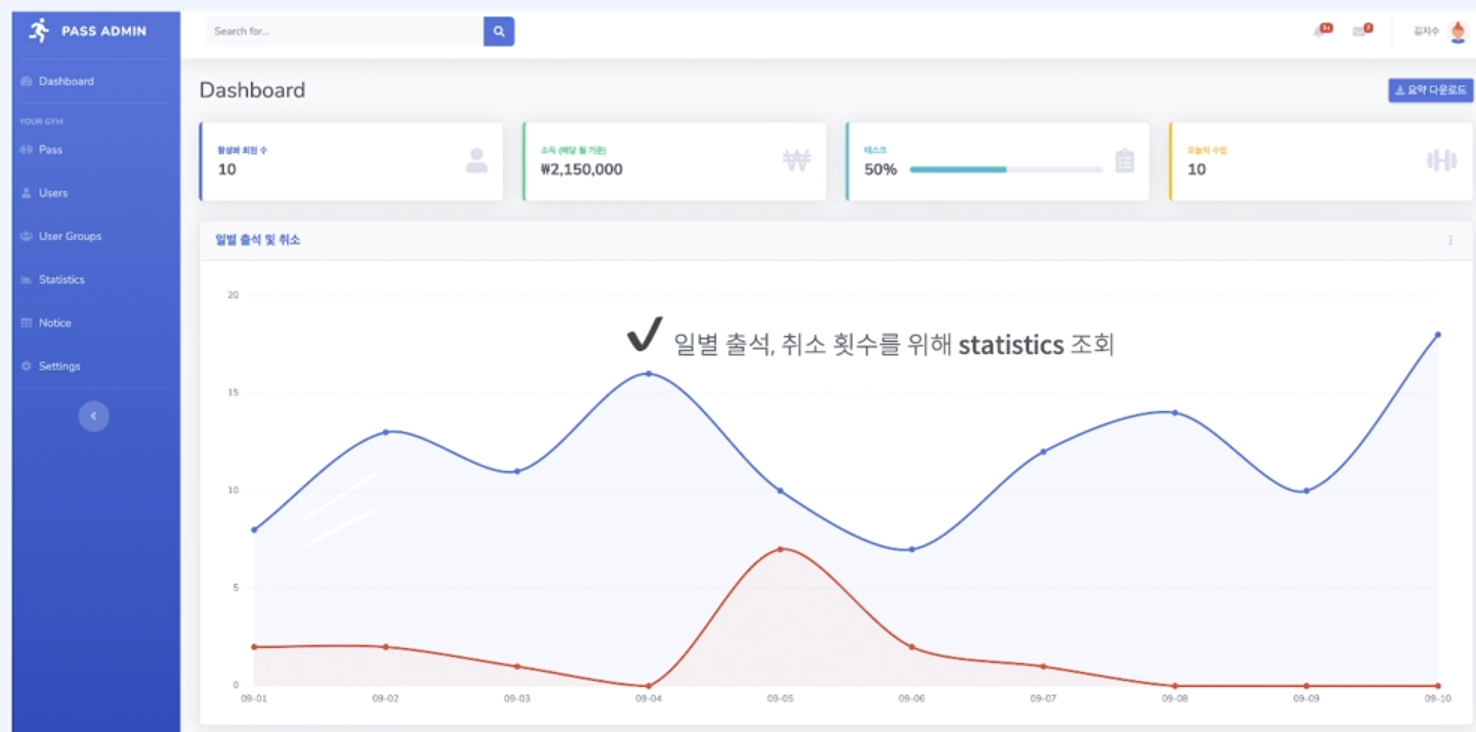 PASS ADMIN
Search for...
김지수
Dashboard
YOUR GYM
Pass
Users
User Groups
Statistics
Notice
Settings
Dashboard
요약 다운로드
활성화 회원 수
10
소득 (해당 월 기준)
₩2,150,000
태스크
50%
오늘의 수업
10
일별 출석 및 취소
일별 출석, 취소 횟수를 위해 statistics 조회
20
15
10
5
0
09-01 09-02 09-03 09-04 09-05 09-06 09-07 09-08 09-09 09-10